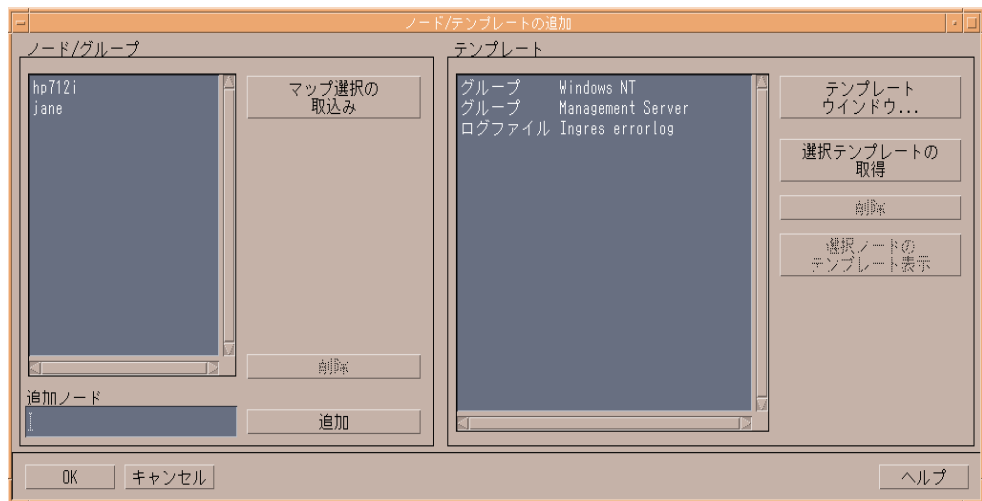 ノード/テンプレートの追加
ノード/グループ
hp712i
jane
マップ選択の
取込み
削除
追加ノード
追加
テンプレート
グループ Windows NT
グループ Management Server
ログファイル Ingres errorlog
テンプレート
ウインドウ...
選択テンプレートの
取得
削除
選択ノードの
テンプレート表示
OK
キャンセル
ヘルプ